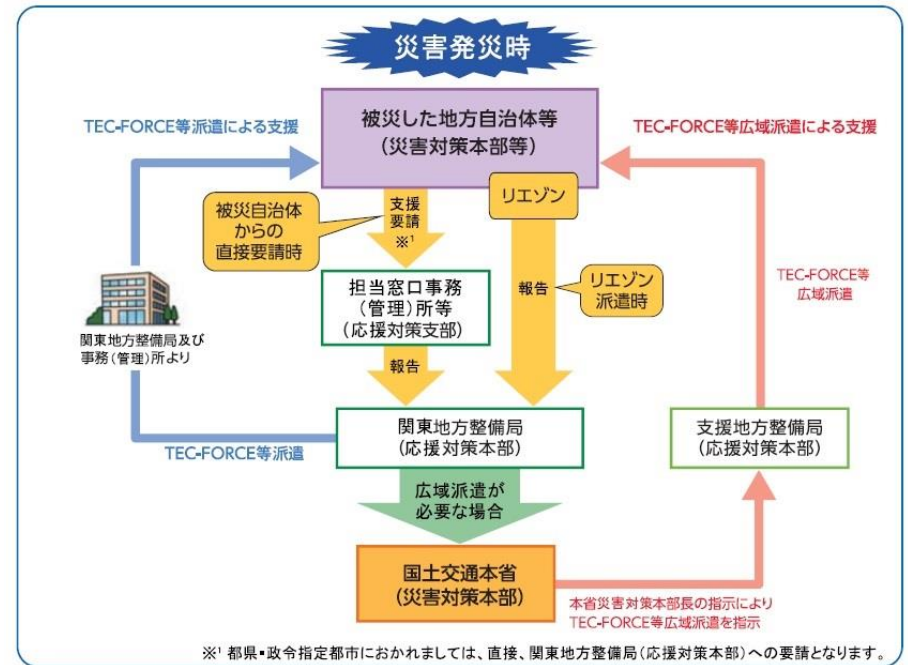 災害発災時
被災した地方自治体等
(災害対策本部等)
TEC-FORCE等派遣による支援
TEC-FORCE等広域派遣による支援
被災自治体
からの
直接要請時
支援
要請
※1
リエゾン
担当窓口事務
(管理)所等
(応援対策支部)
報告
リエゾン
派遣時
TEC-FORCE等
広域派遣
関東地方整備局及び
事務(管理)所より
報告
関東地方整備局
(応援対策本部)
支援地方整備局
(応援対策本部)
TEC-FORCE等派遣
広域派遣が
必要な場合
国土交通本省
(災害対策本部)
本省災害対策本部長の指示により
TEC-FORCE等広域派遣を指示
※1 都県・政令指定都市におかれましては、直接、関東地方整備局(応援対策本部)への要請となります。